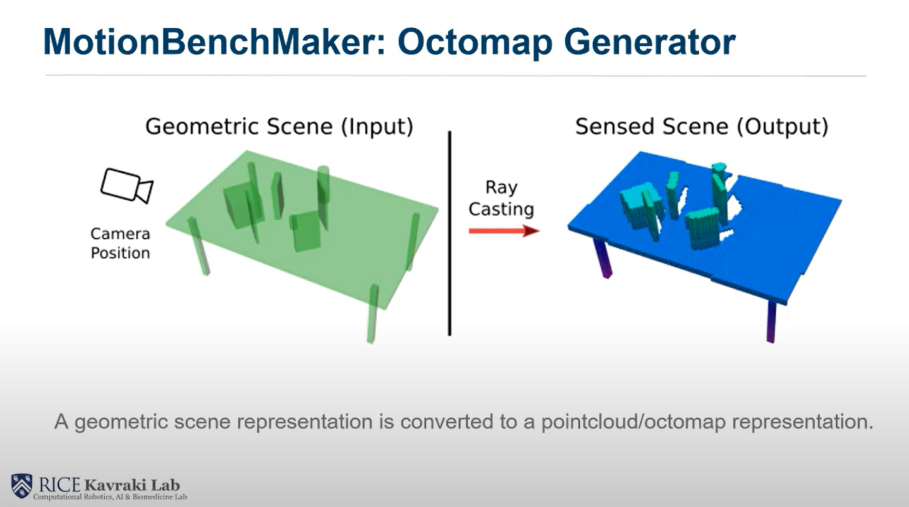 MotionBenchMaker: Octomap Generator
Geometric Scene (Input)
Sensed Scene (Output)
Camera
Position
Ray
Casting
A geometric scene representation is converted to a pointcloud/octomap representation.
RICE Kavraki Lab
Computational Robotics, AI & Biomedicine Lab